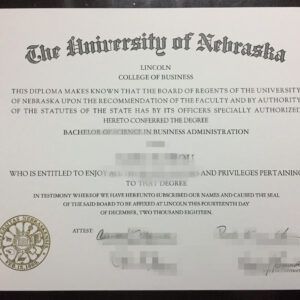 The University of Nebraska
LINCOLN
COLLEGE OF BUSINESS
THIS DIPLOMA MAKES KNOWN THAT THE BOARD OF REGENTS OF THE UNIVERSITY
OF NEBRASKA UPON THE RECOMMENDATION OF THE FACULTY AND BY AUTHORITY
OF THE STATUTES OF THE STATE HAS BY ITS OFFICERS SPECIALLY AUTHORIZED
HERETO CONFERRED THE DEGREE
BACHELOR OF SCIENCE IN BUSINESS ADMINISTRATION
WHO IS ENTITLED TO ENJOY ALL AND PRIVILEGES PERTAINING
TO THAT DEGREE
IN TESTIMONY WHEREOF WE HAVE HEREUNTO SUBSCRIBED OUR NAMES AND CAUSED THE SEAL
OF THE SAID BOARD TO BE AFFIXED AT LINCOLN THIS FOURTEENTH DAY
OF DECEMBER, TWO THOUSAND EIGHTEEN.
ATTEST: